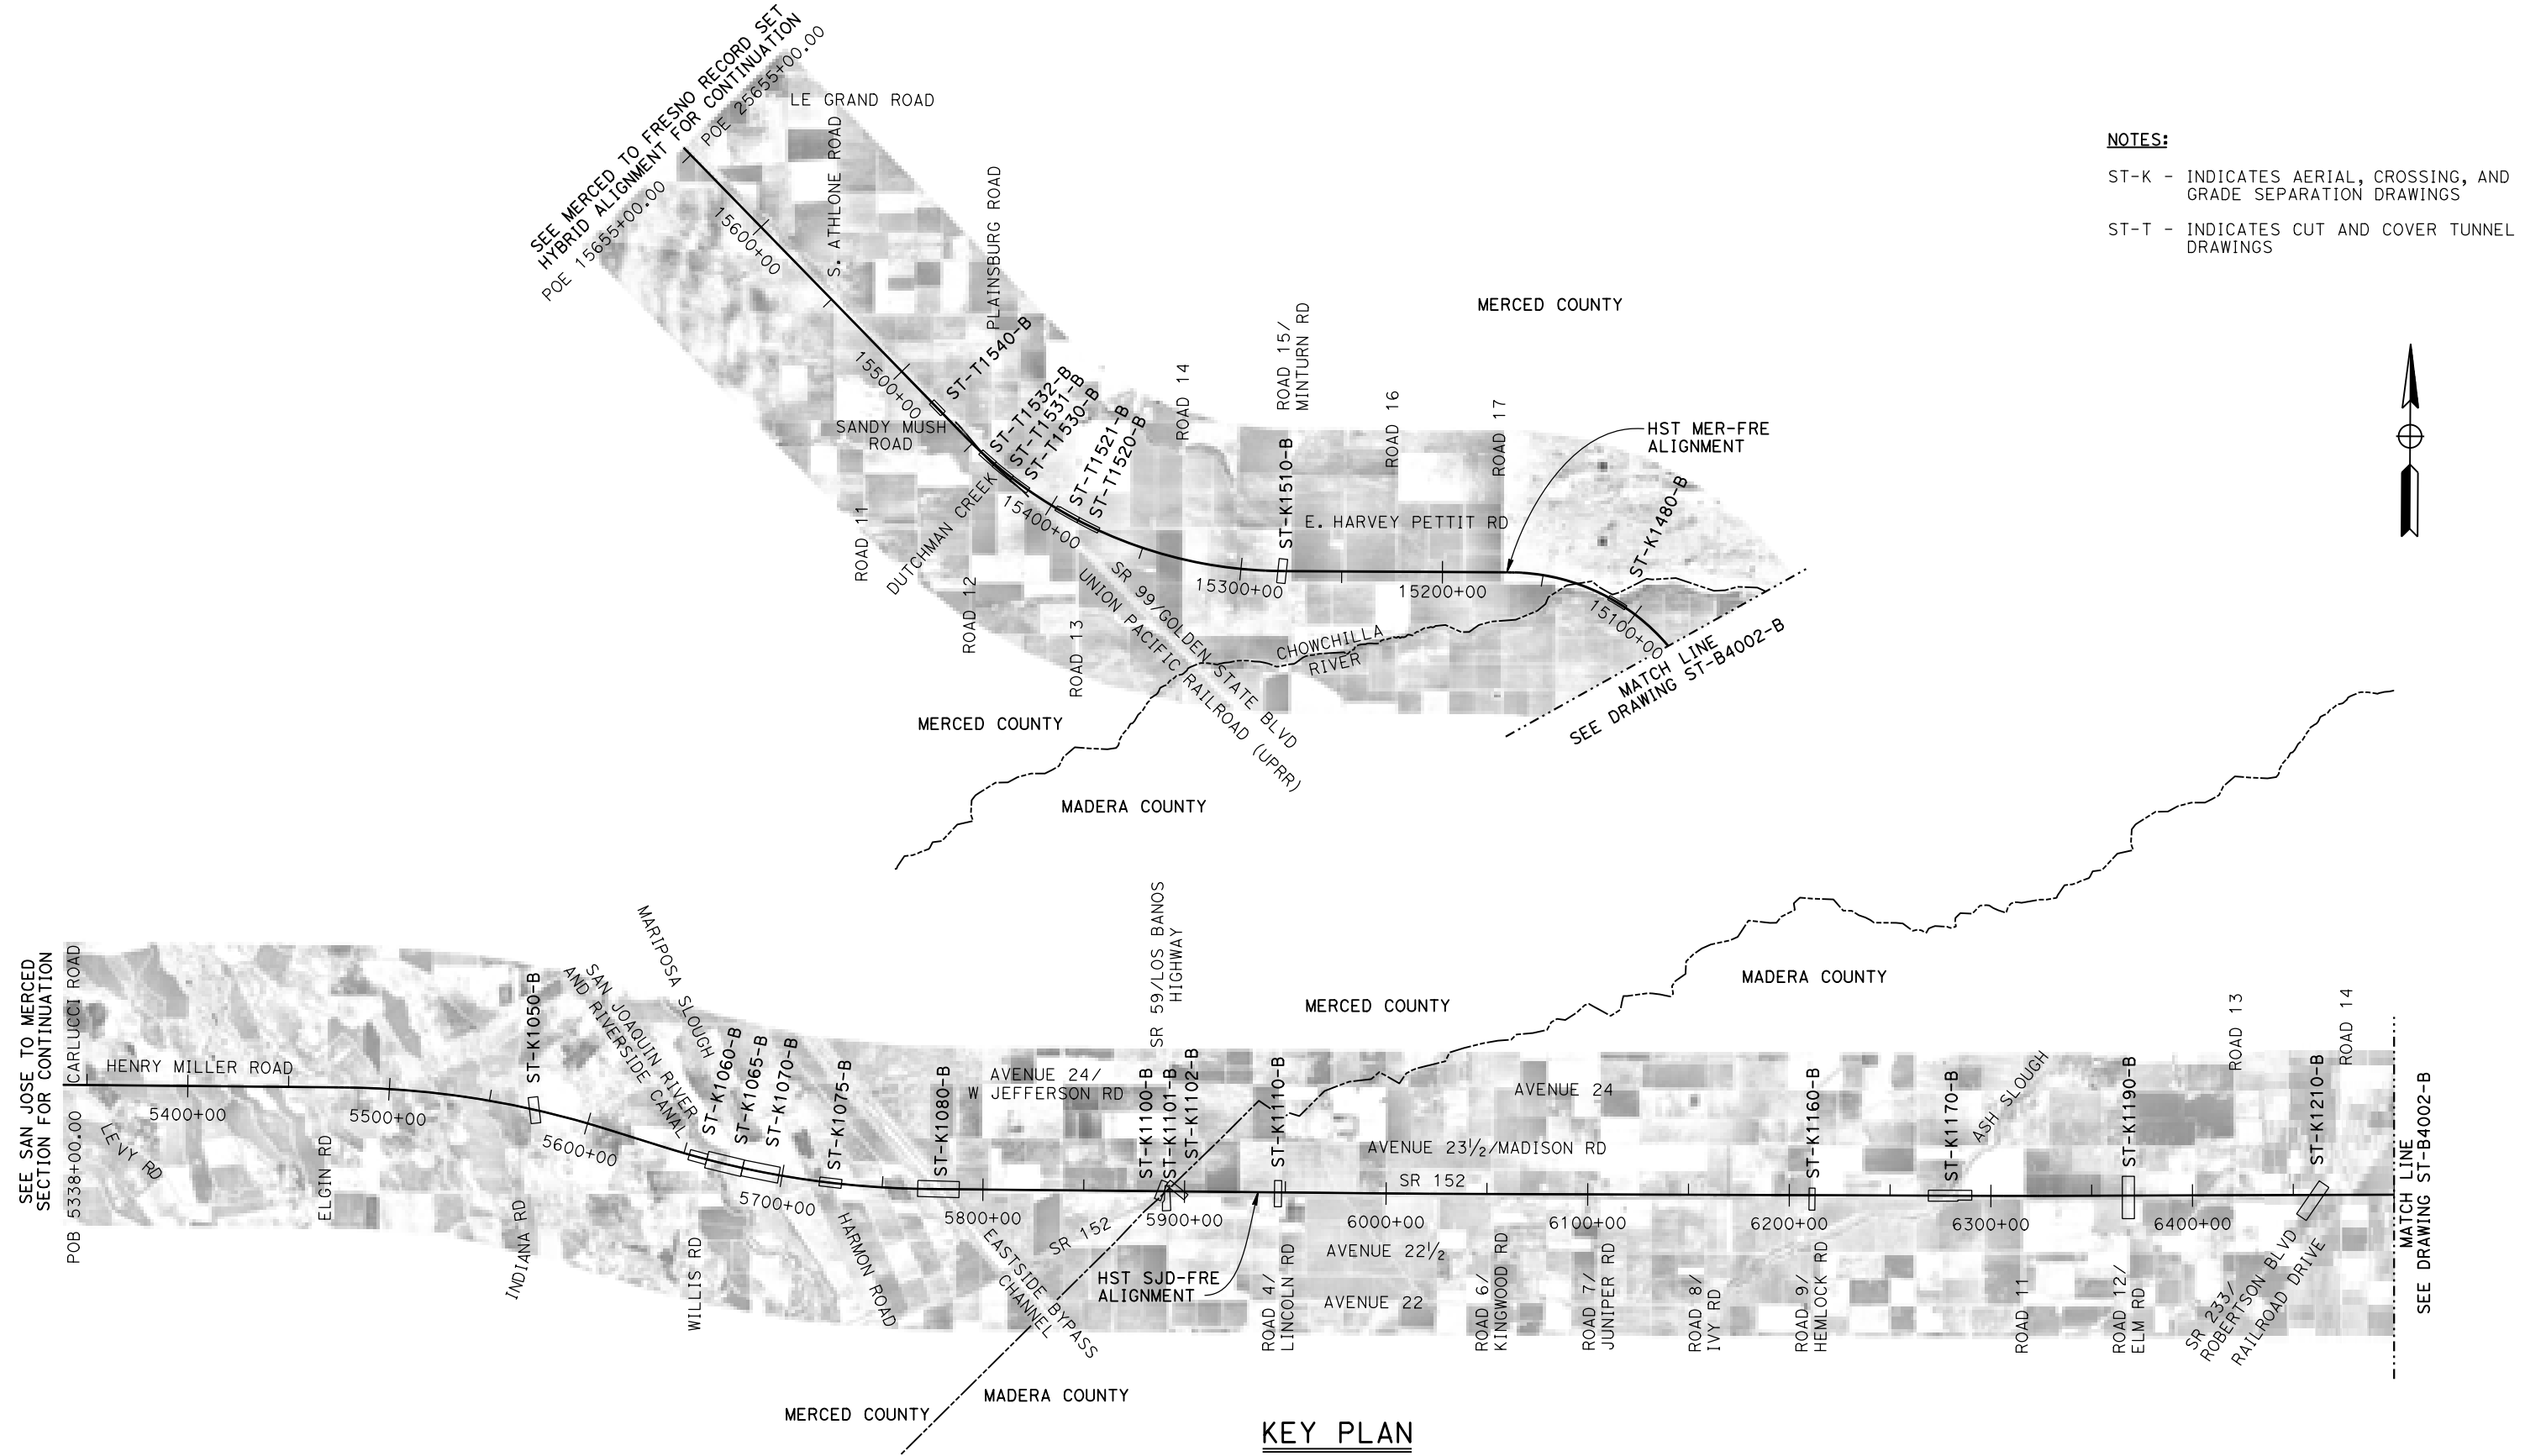 SEE MERCED TO FRESNO RECORD SET
HYBRID ALIGNMENT FOR CONTINUATION
POE 25655+00.00
POE 15655+00.00
LE GRAND ROAD
S. ATHLONE ROAD
PLAINSBURG ROAD
15600+00
15500+00
ST-T1540-B
SANDY MUSH
ROAD
ST-T1532-B
ST-T1531-B
ST-T1530-B
ST-T1521-B
ST-T1520-B
ROAD 14
ROAD 15/
MINTURN RD
ST-K1510-B
ROAD 16
ROAD 17
MERCED COUNTY
HST MER-FRE
ALIGNMENT
E. HARVEY PETTIT RD
ST-K1480-B
15400+00
15300+00
15200+00
15100+00
ROAD 11
DUTCHMAN CREEK
ROAD 12
ROAD 13
SR 99/GOLDEN STATE BLVD
UNION PACIFIC RAILROAD (UPRR)
CHOWCHILLA
RIVER
MATCH LINE
SEE DRAWING ST-B4002-B
MERCED COUNTY
MADERA COUNTY
NOTES:
ST-K - INDICATES AERIAL, CROSSING, AND
GRADE SEPARATION DRAWINGS
ST-T - INDICATES CUT AND COVER TUNNEL
DRAWINGS
SEE SAN JOSE TO MERCED
SECTION FOR CONTINUATION
CARLUCCI ROAD
POB 5338+00.00
HENRY MILLER ROAD
5400+00
5500+00
LEVY RD
ELGIN RD
INDIANA RD
ST-K1050-B
5600+00
SAN JOAQUIN RIVER
AND RIVERSIDE CANAL
MARIPOSA SLOUGH
ST-K1060-B
ST-K1065-B
ST-K1070-B
ST-K1075-B
WILLIS RD
5700+00
HARMON ROAD
ST-K1080-B
5800+00
AVENUE 24/
W JEFFERSON RD
SR 59/LOS BANOS
HIGHWAY
ST-K1100-B
ST-K1101-B
ST-K1102-B
SR 152
5900+00
EASTSIDE BYPASS
CHANNEL
HST SJD-FRE
ALIGNMENT
ST-K1110-B
ROAD 4/
LINCOLN RD
MERCED COUNTY
MADERA COUNTY
AVENUE 24
AVENUE 23½/MADISON RD
SR 152
6000+00
AVENUE 22½
AVENUE 22
ROAD 6/
KINGWOOD RD
6100+00
ROAD 7/
JUNIPER RD
ROAD 8/
IVY RD
ST-K1160-B
6200+00
ROAD 9/
HEMLOCK RD
ST-K1170-B
ASH SLOUGH
6300+00
ROAD 11
ST-K1190-B
ROAD 12/
ELM RD
6400+00
ROAD 13
ST-K1210-B
ROAD 14
SR 233/
ROBERTSON BLVD
RAILROAD DRIVE
MATCH LINE
SEE DRAWING ST-B4002-B
MERCED COUNTY
MADERA COUNTY
KEY PLAN